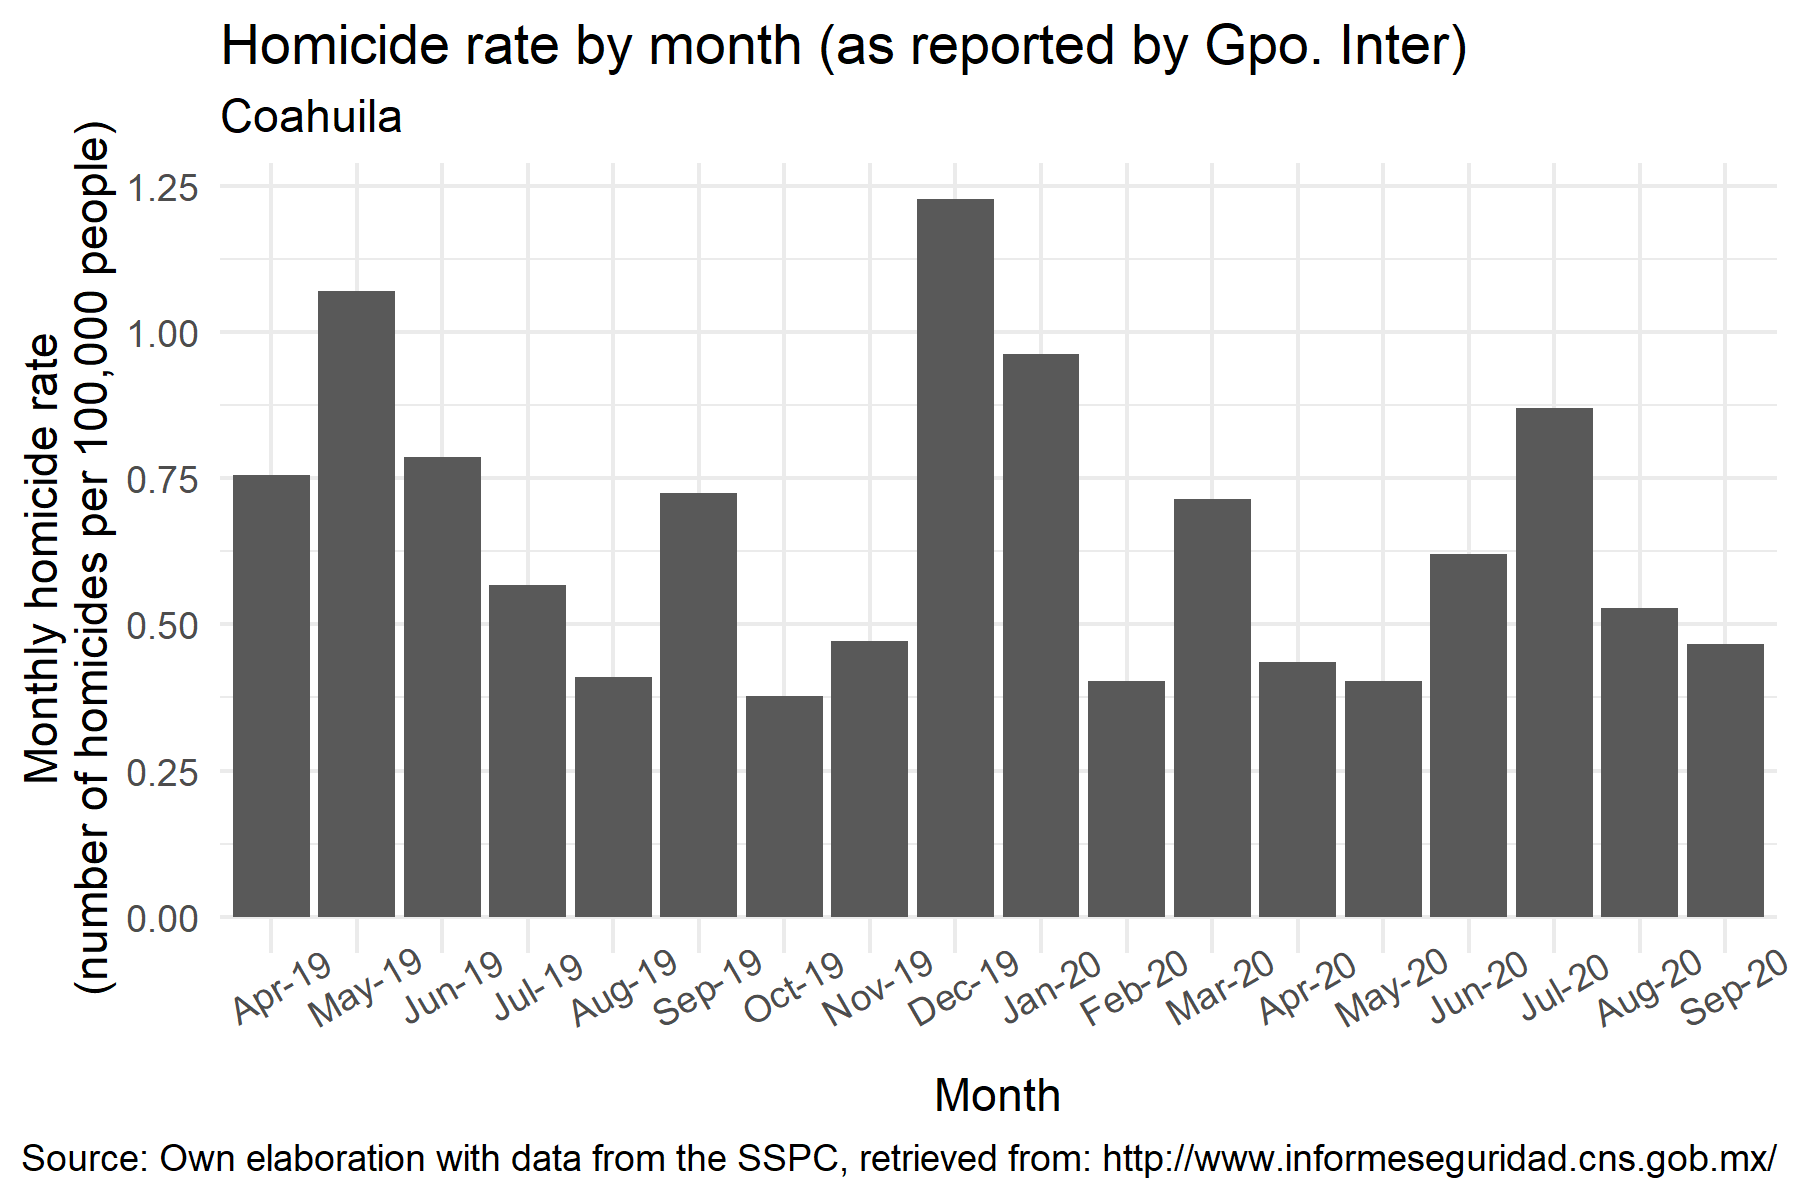 Homicide rate by month (as reported by Gpo. Inter)
Coahuila
Monthly homicide rate
(number of homicides per 100,000 people)
1.25
1.00
0.75
0.50
0.25
0.00
Apr-19
May-19
Jun-19
Jul-19
Aug-19
Sep-19
Oct-19
Nov-19
Dec-19
Jan-20
Feb-20
Mar-20
Apr-20
May-20
Jun-20
Jul-20
Aug-20
Sep-20
Month
Source: Own elaboration with data from the SSPC, retrieved from: http://www.informeseguridad.cns.gob.mx/